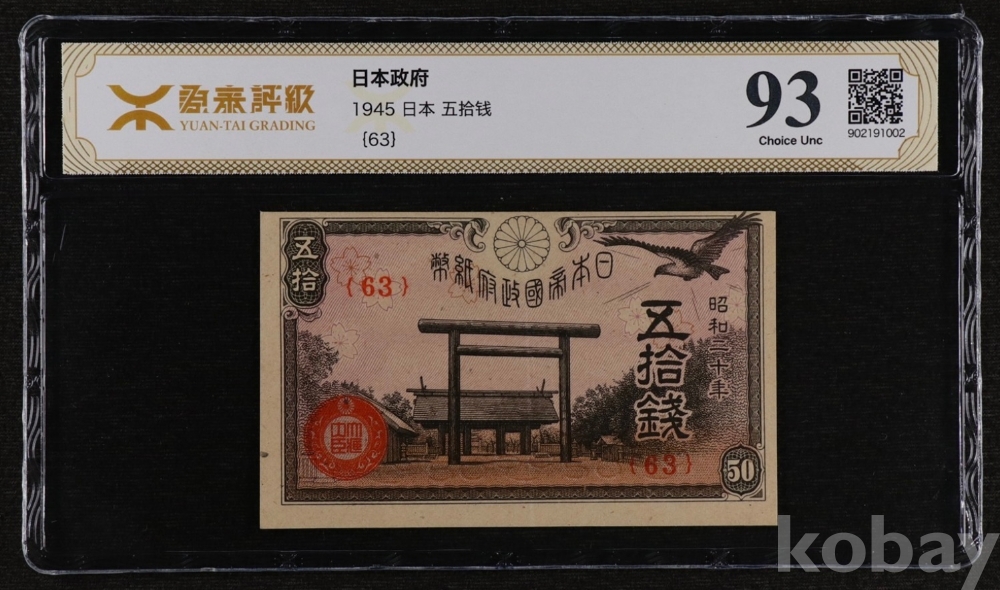 源泰評級
YUAN-TAI GRADING
日本政府
1945 日本 五拾钱
{63}
93
Choice Unc
902191002
五拾
{63}
日本帝國政府紙幣
昭和二十年
五拾錢
{63}
50
kobay